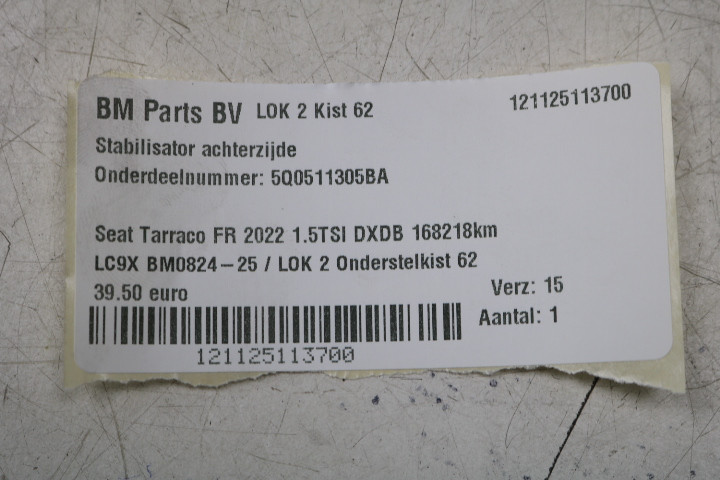 BM Parts BV LOK 2 Kist 62 121125113700
Stabilisator achterzijde
Onderdeelnummer: 5Q0511305BA
Seat Tarraco FR 2022 1.5TSI DXDB 168218km
LC9X BM0824-25 / LOK 2 Onderstelkist 62
39.50 euro Verz: 15
Aantal: 1
121125113700